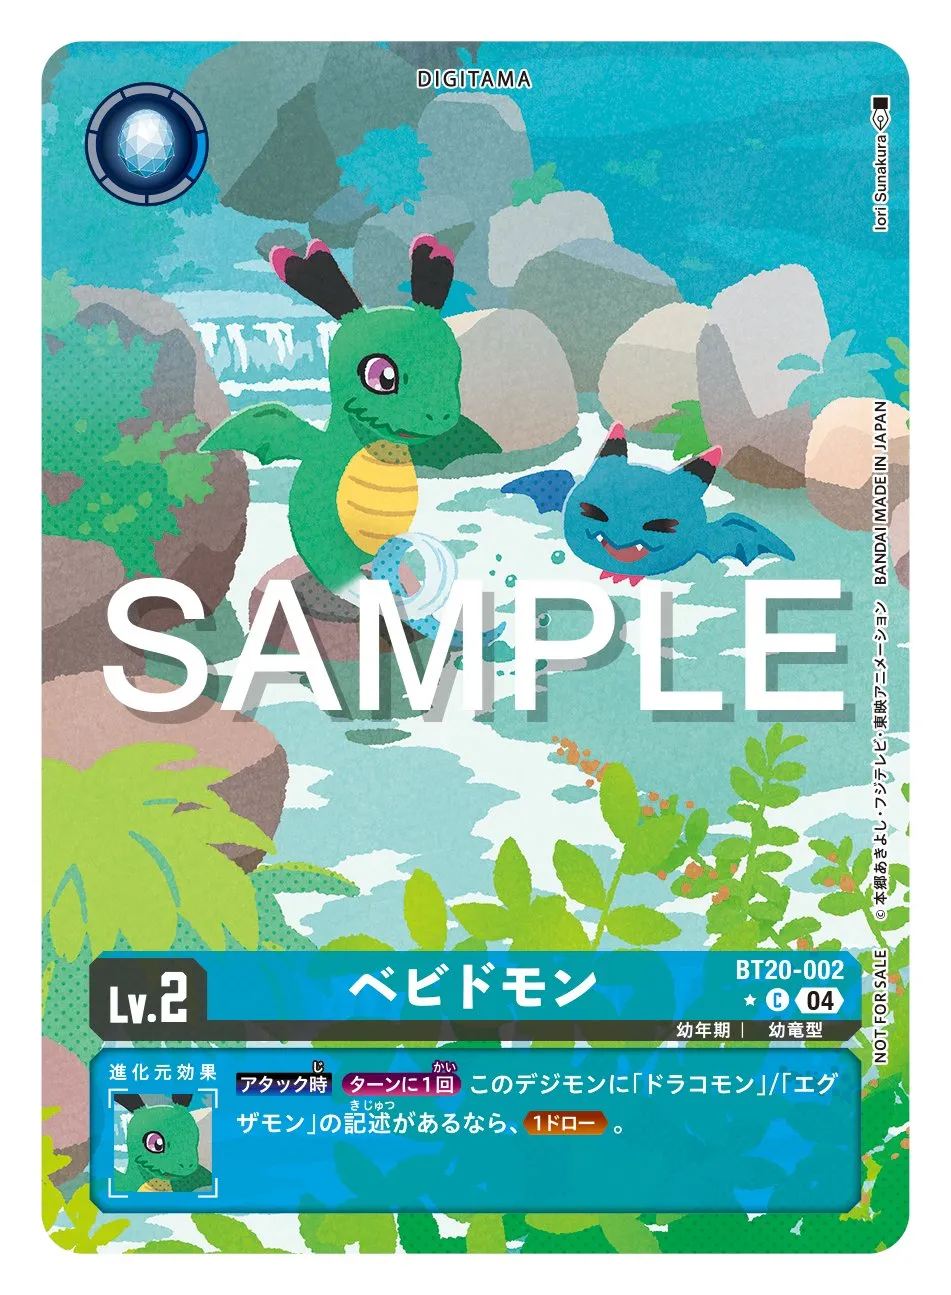 DIGITAMA
Iori Sunakura
BANDAI MADE IN JAPAN
©本郷あきよし・フジテレビ・東映アニメーション
NOT FOR SALE
SAMPLE
Lv.2
ベビドモン
BT20-002
C 04
幼年期 | 幼竜型
進化元効果
じ かい
アタック時 ターンに1回 このデジモンに「ドラコモン」/「エグ
きじゅつ
ザモン」の記述があるなら、1ドロー。